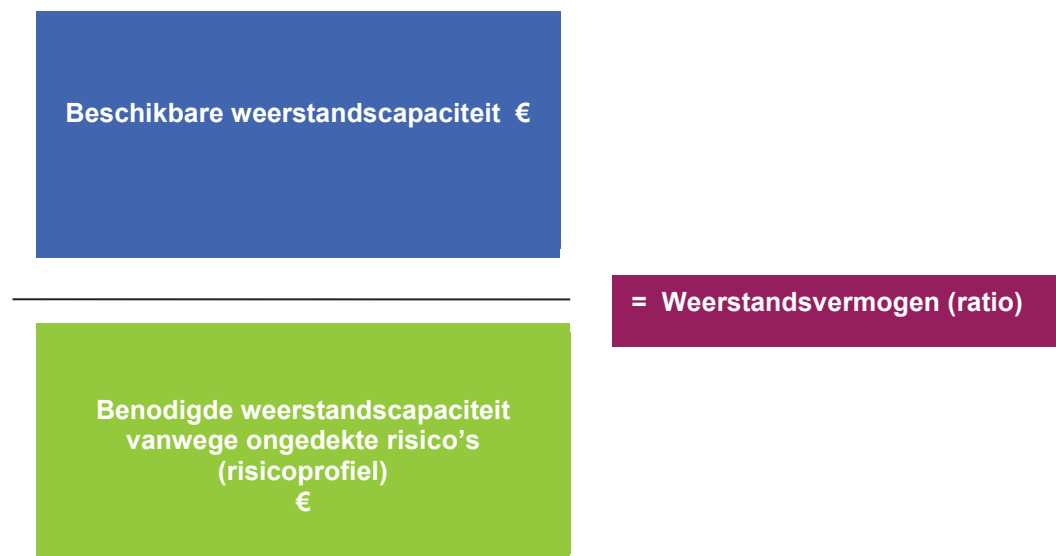 Beschikbare weerstandscapaciteit €
= Weerstandsvermogen (ratio)
Benodigde weerstandscapaciteit
vanwege ongedekte risico’s
(risicoprofiel)
€